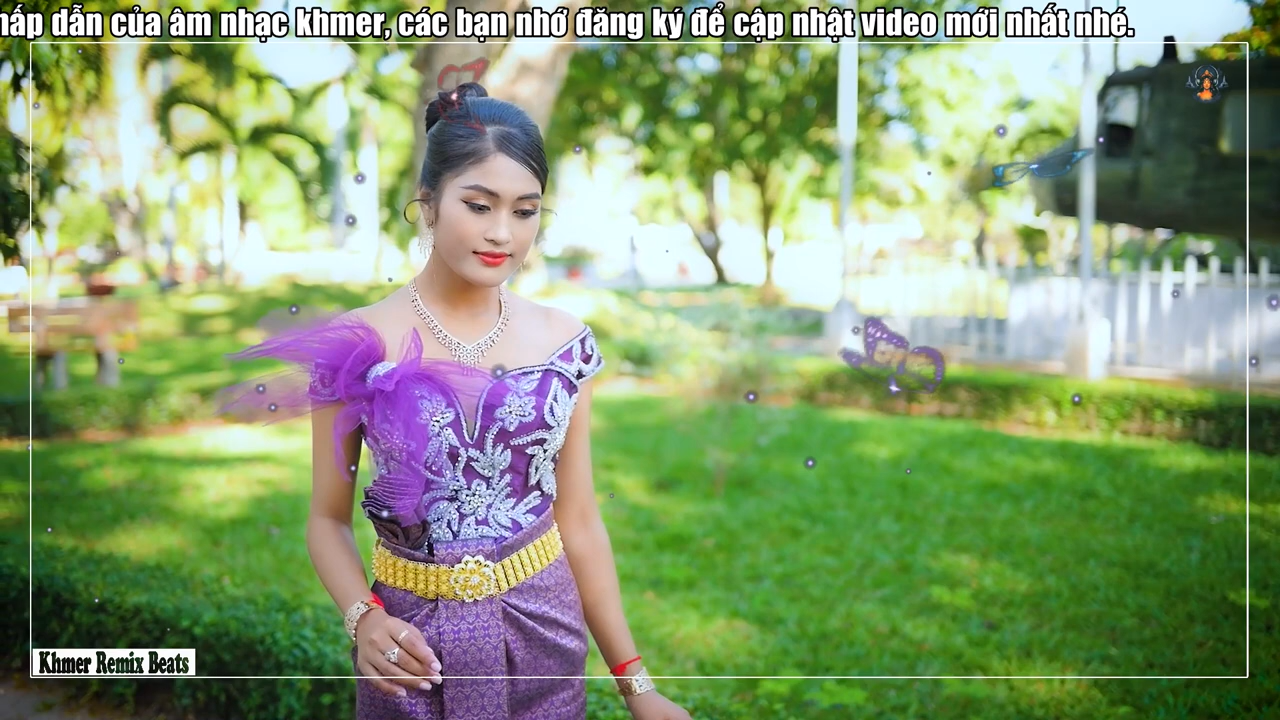 hấp dẫn của âm nhạc khmer, các bạn nhớ đăng ký để cập nhật video mới nhất nhé.
Khmer Remix Beats